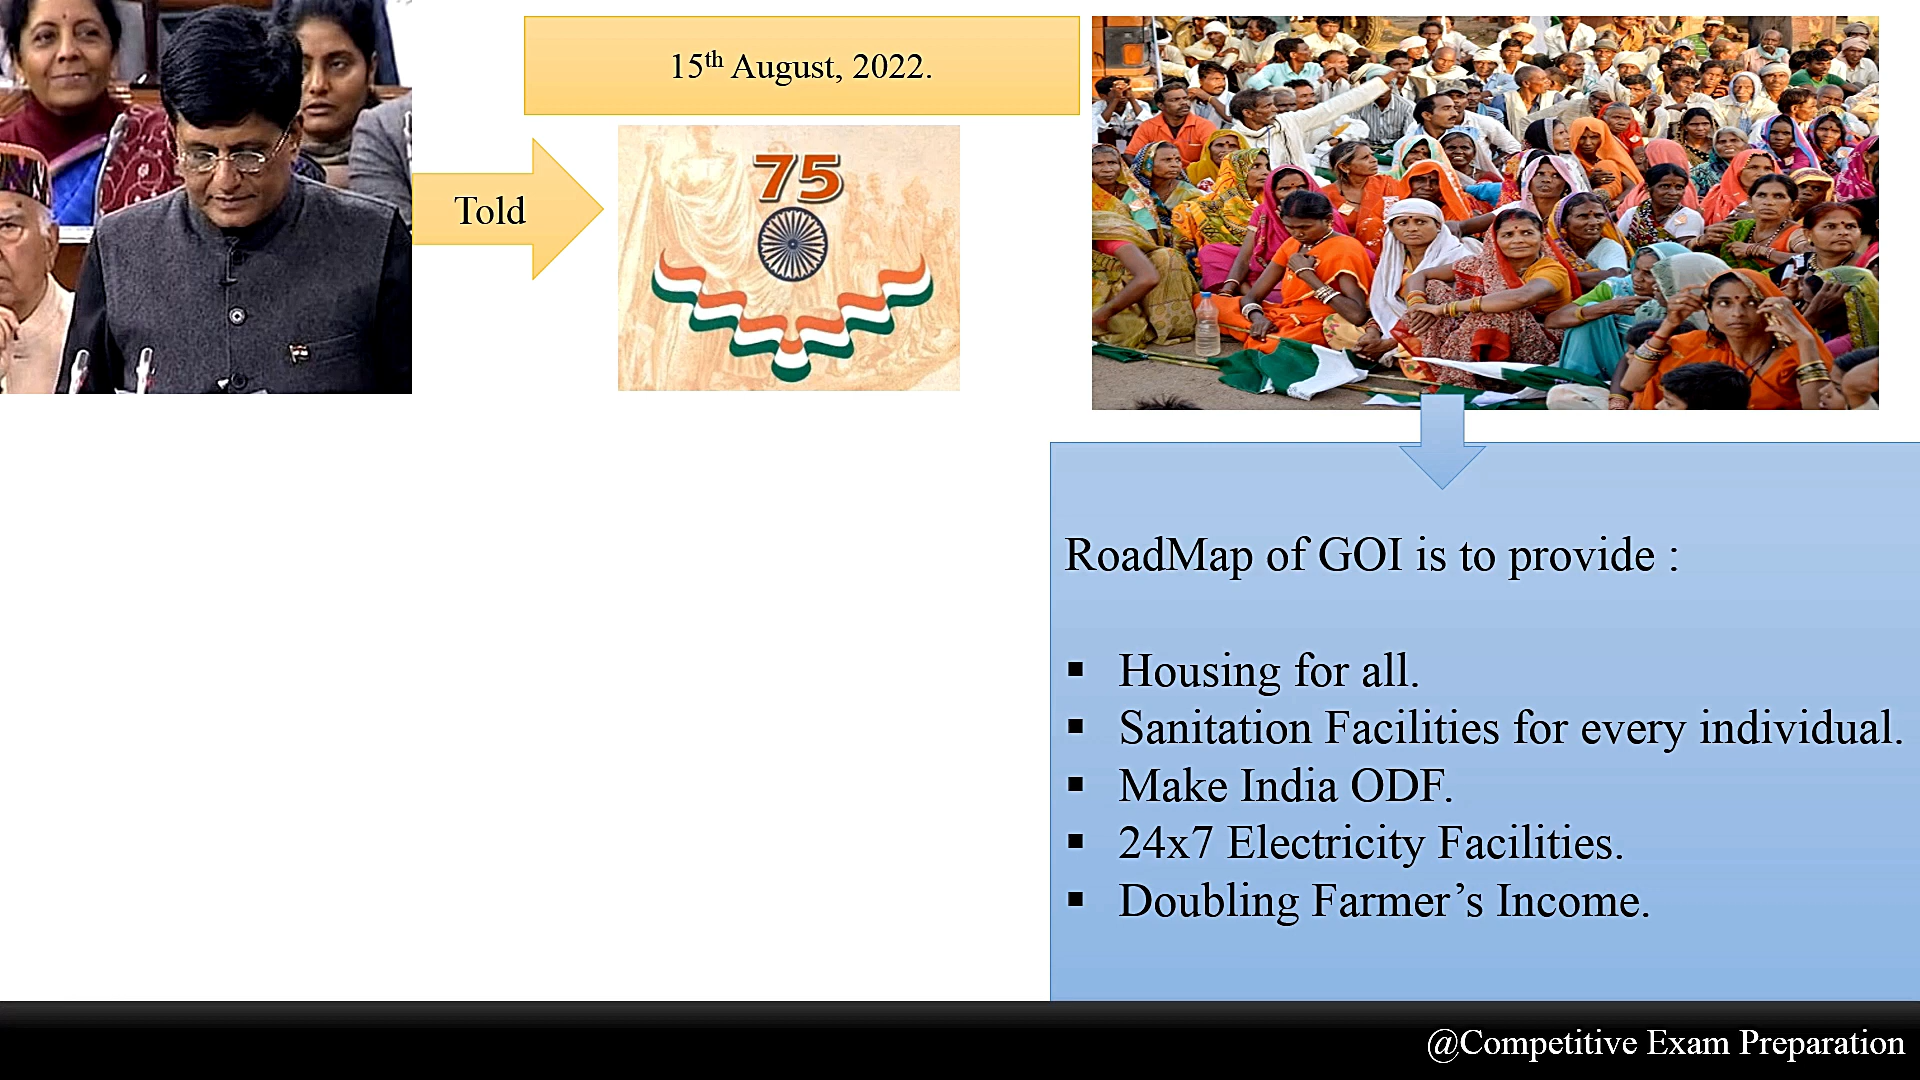 15th August, 2022.
Told
75
RoadMap of GOI is to provide :
▪ Housing for all.
▪ Sanitation Facilities for every individual.
▪ Make India ODF.
▪ 24x7 Electricity Facilities.
▪ Doubling Farmer’s Income.
@Competitive Exam Preparation